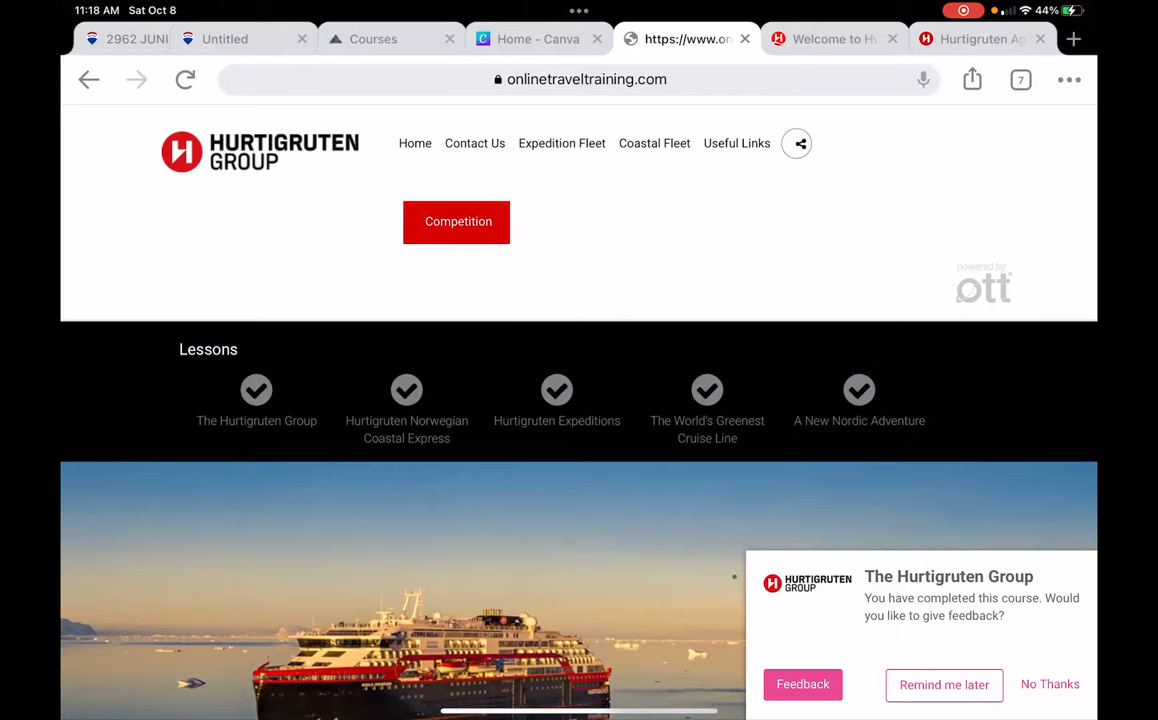 11:18 AM Sat Oct 8
44%
2962 JUNI
Untitled
Courses
Home - Canva
https://www.on
Welcome to Hu
Hurtigruten Ag
onlinetraveltraining.com
7
HURTIGRUTEN
GROUP
Home Contact Us Expedition Fleet Coastal Fleet Useful Links
Competition
powered by
ott
Lessons
The Hurtigruten Group
Hurtigruten Norwegian
Coastal Express
Hurtigruten Expeditions
The World's Greenest
Cruise Line
A New Nordic Adventure
HURTIGRUTEN
GROUP
The Hurtigruten Group
You have completed this course. Would
you like to give feedback?
Feedback
Remind me later
No Thanks